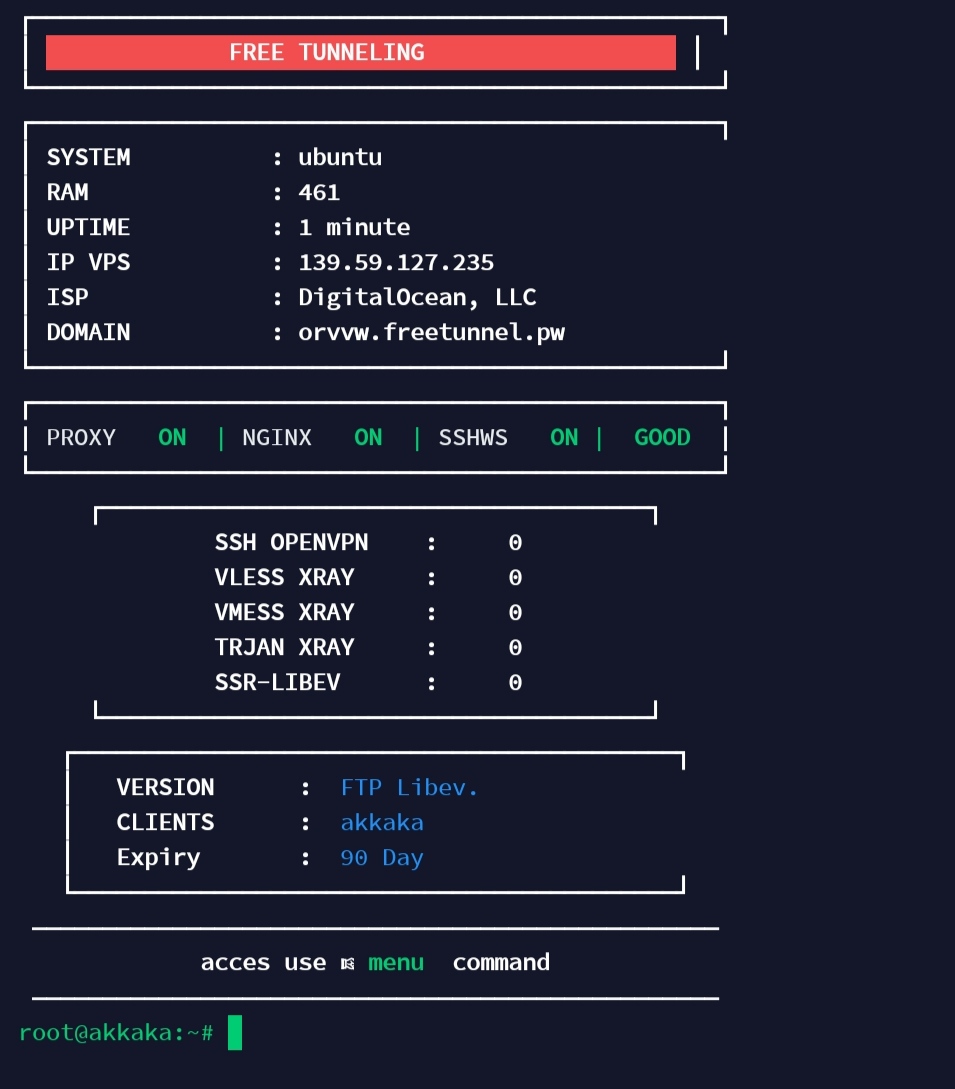 FREE TUNNELING
SYSTEM : ubuntu
RAM : 461
UPTIME : 1 minute
IP VPS : 139.59.127.235
ISP : DigitalOcean, LLC
DOMAIN : orvvw.freetunnel.pw
PROXY ON | NGINX ON | SSHWS ON | GOOD
SSH OPENVPN : 0
VLESS XRAY : 0
VMESS XRAY : 0
TRJAN XRAY : 0
SSR-LIBEV : 0
VERSION : FTP Libev.
CLIENTS : akkaka
Expiry : 90 Day
acces use menu command
root@akkaka:~#